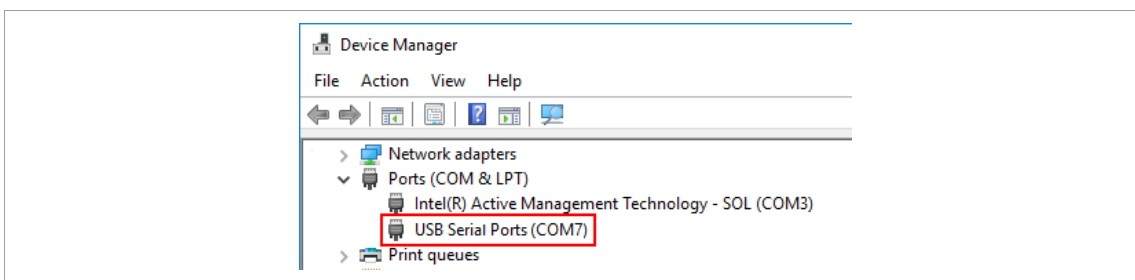 Device Manager
File Action View Help
Network adapters
Ports (COM & LPT)
Intel(R) Active Management Technology - SOL (COM3)
USB Serial Ports (COM7)
Print queues